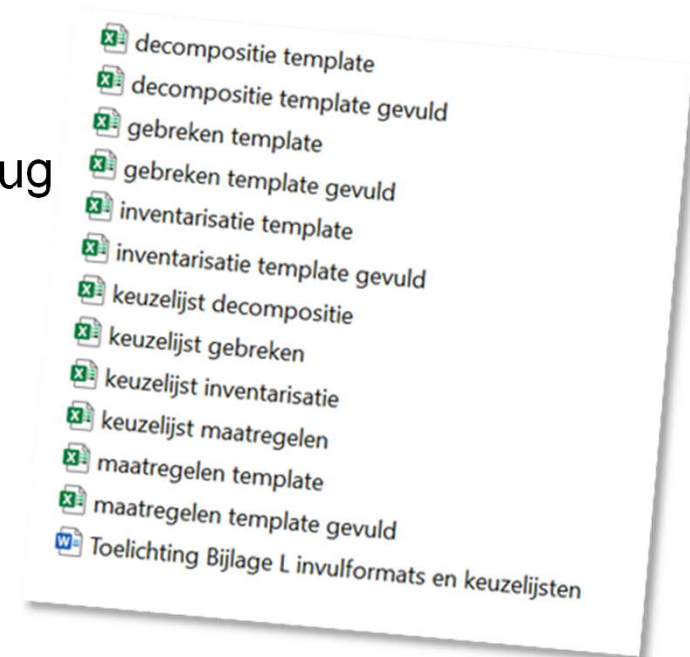 decompositie template
decompositie template gevuld
gebreken template
ug
gebreken template gevuld
inventarisatie template
inventarisatie template gevuld
keuzelijst decompositie
keuzelijst gebreken
keuzelijst inventarisatie
keuzelijst maatregelen
maatregelen template
maatregelen template gevuld
Toelichting Bijlage L invulformats en keuzelijsten